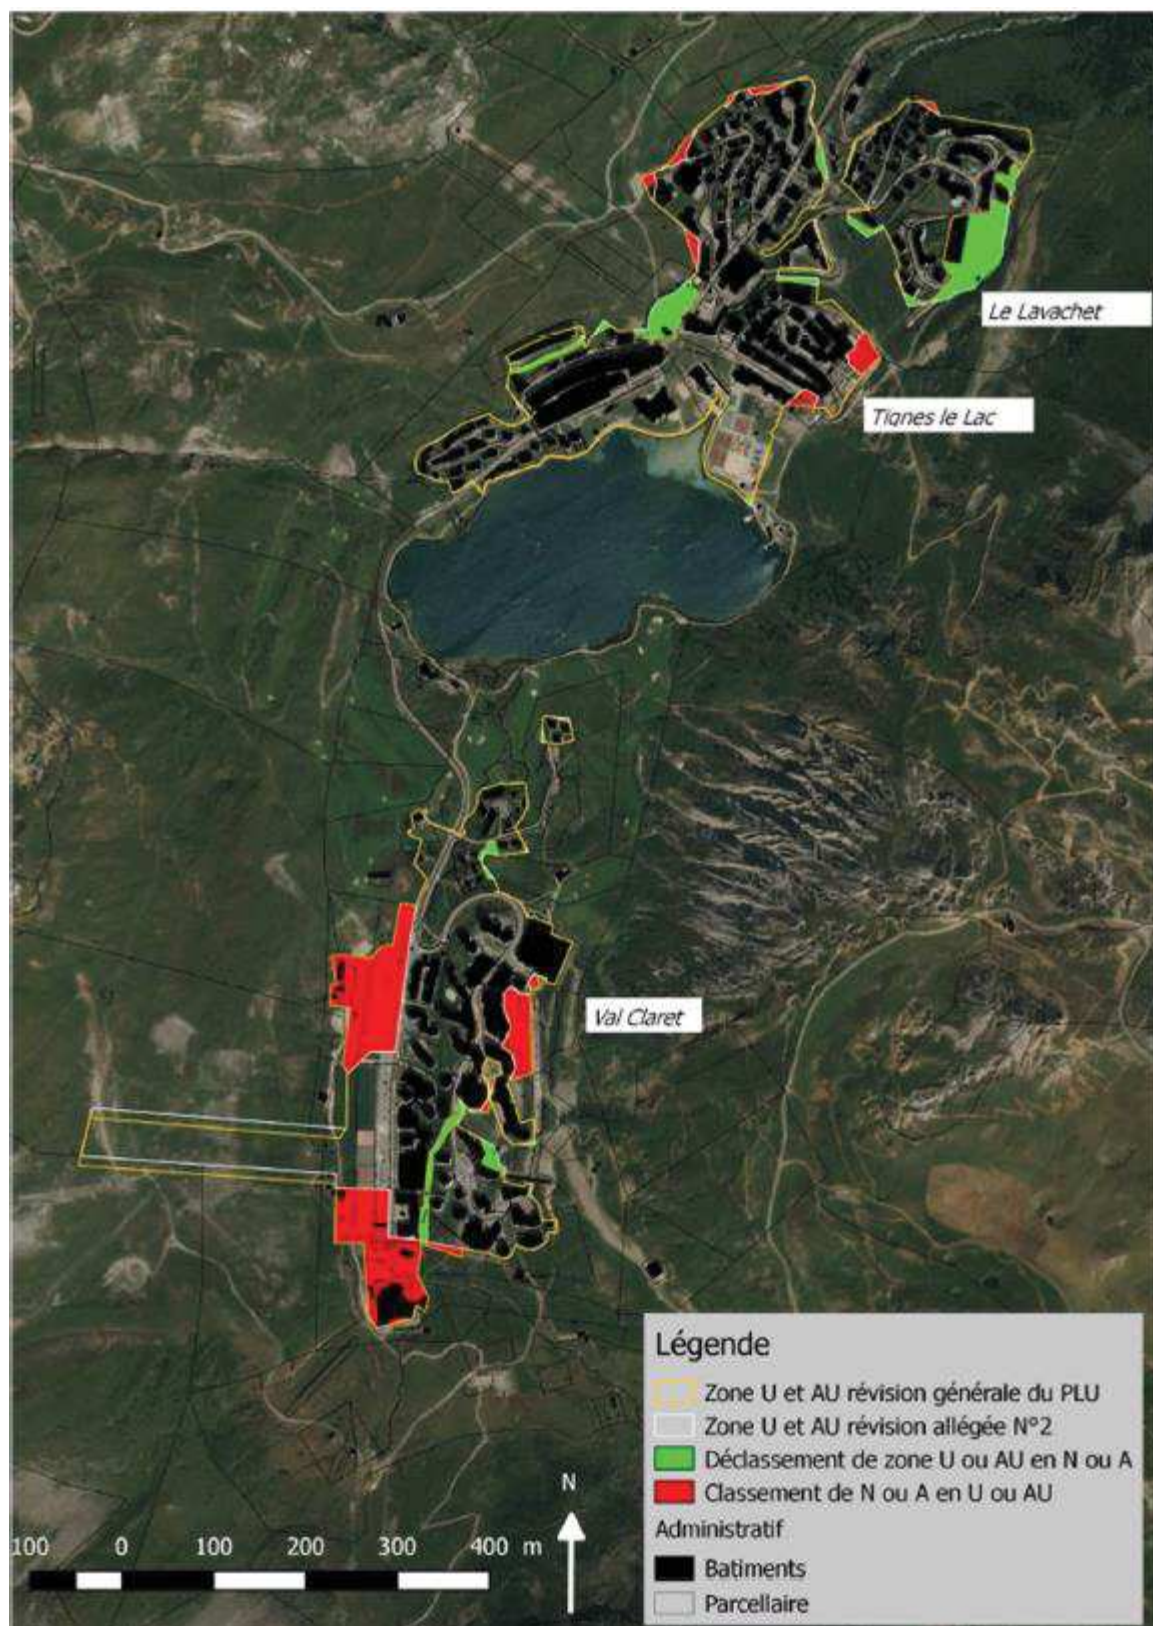 Le Lavachet
Tignes le Lac
Val Claret
Légende
Zone U et AU révision générale du PLU
Zone U et AU révision allégée N°2
Déclassement de zone U ou AU en N ou A
Classement de N ou A en U ou AU
Administratif
Batiments
Parcellaire
N
100 0 100 200 300 400 m